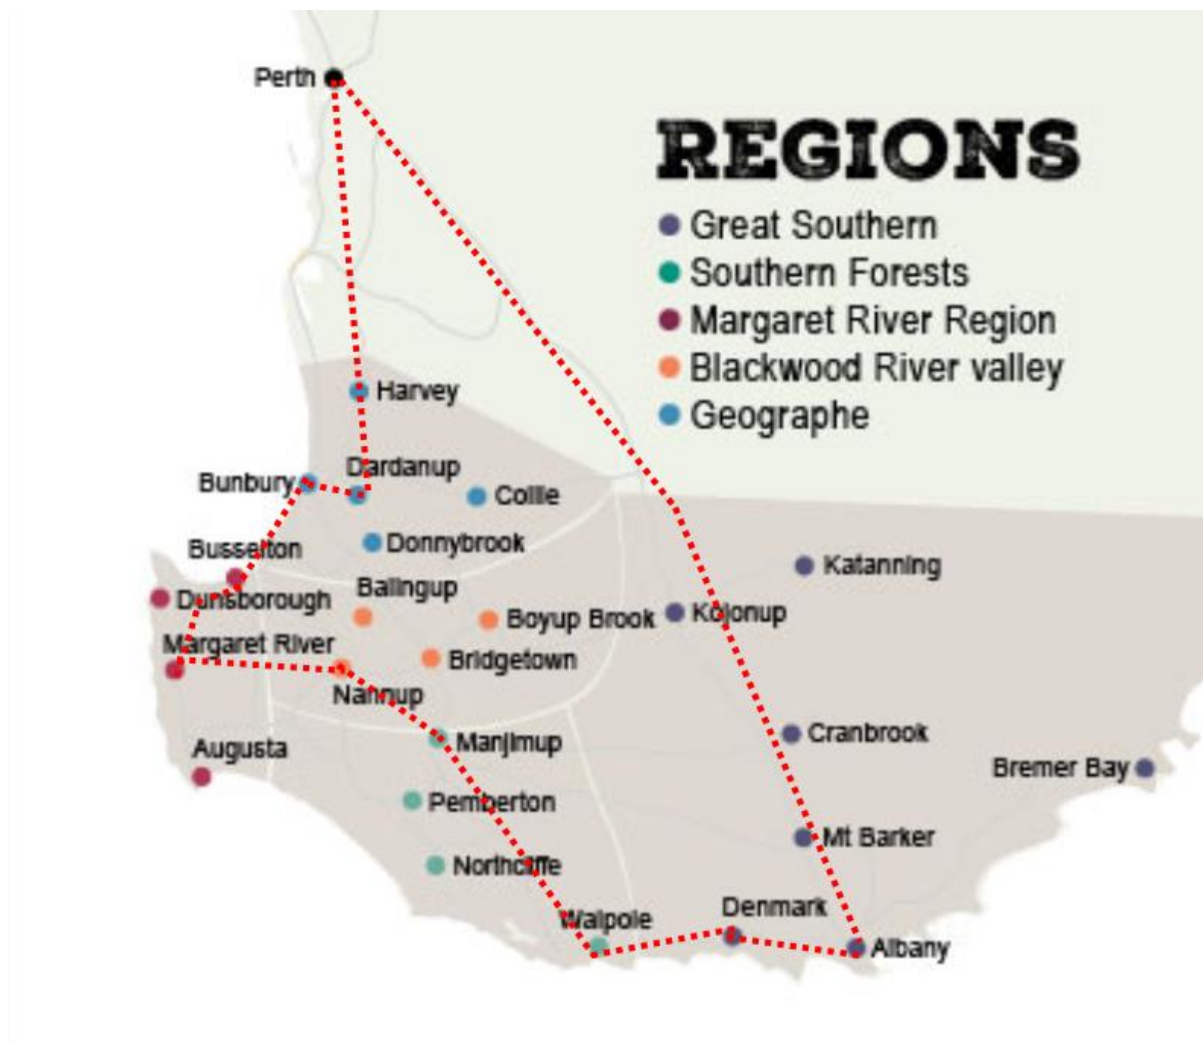 Perth
REGIONS
Great Southern
Southern Forests
Margaret River Region
Blackwood River valley
Geographe
Harvey
Dardanup
Bunbury
Collie
Donnybrook
Busselton
Katanning
Balingup
Dunsborough
Kojonup
Boyup Brook
Margaret River
Bridgetown
Nannup
Cranbrook
Manjimup
Augusta
Bremer Bay
Pemberton
Mt Barker
Northcliffe
Denmark
Walpole
Albany